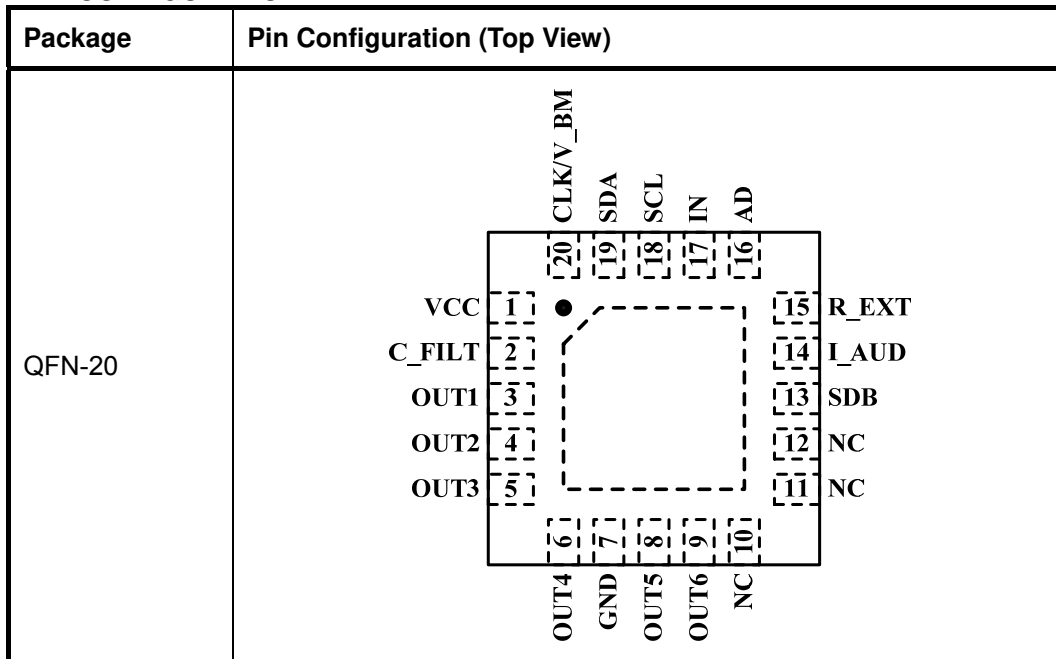 Package
Pin Configuration (Top View)
QFN-20
20 CLK/V_BM
19 SDA
18 SCL
17 IN
16 AD
VCC 1
C_FILT 2
OUT1 3
OUT2 4
OUT3 5
15 R_EXT
14 I_AUD
13 SDB
12 NC
11 NC
OUT4 6
GND 7
OUT5 8
OUT6 9
NC 10